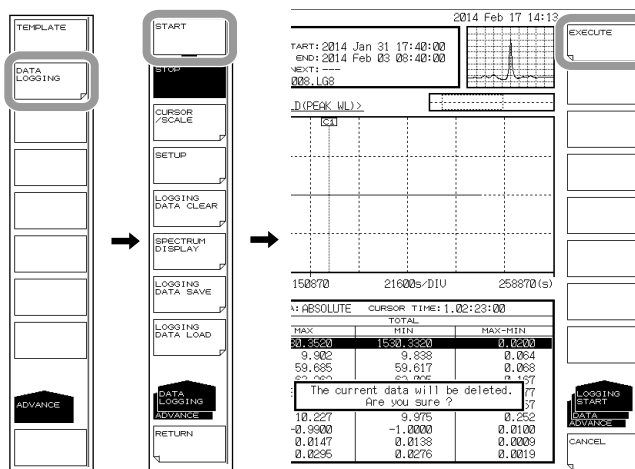 TEMPLATE
DATA
LOGGING
ADVANCE
START
STOP
CURSOR
/SCALE
SETUP
LOGGING
DATA CLEAR
SPECTRUM
DISPLAY
LOGGING
DATA SAVE
LOGGING
DATA LOAD
DATA
LOGGING
ADVANCE
RETURN
2014 Feb 17 14:13
TART: 2014 Jan 31 17:40:00
END: 2014 Feb 03 08:40:00
NEXT: ---
008.LG8
D(PEAK WL)>
C1
150870 21600s/DIV 258870(s)
: ABSOLUTE CURSOR TIME: 1.02:23:00
TOTAL
MAX MIN MAX-MIN
30.3520 1530.3320 0.0200
9.902 9.838 0.064
59.685 59.617 0.068
The current data will be deleted.
Are you sure ?
10.227 9.975 0.252
-0.9900 -1.0000 0.0100
0.0147 0.0138 0.0009
0.0295 0.0276 0.0019
EXECUTE
LOGGING
START
DATA
ADVANCE
CANCEL